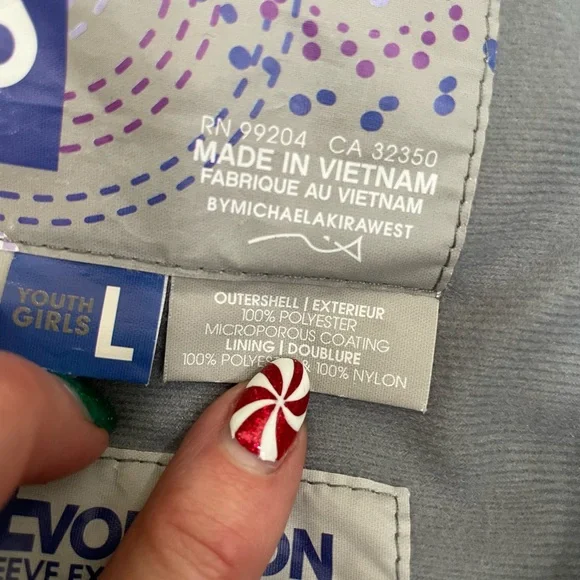 RN 99204 CA 32350
MADE IN VIETNAM
FABRIQUE AU VIETNAM
BYMICHAELAKIRAWEST
YOUTH
GIRLS
L
OUTERSHELL | EXTERIEUR
100% POLYESTER
MICROPOROUS COATING
LINING | DOUBLURE
100% POLYES & 100% NYLON